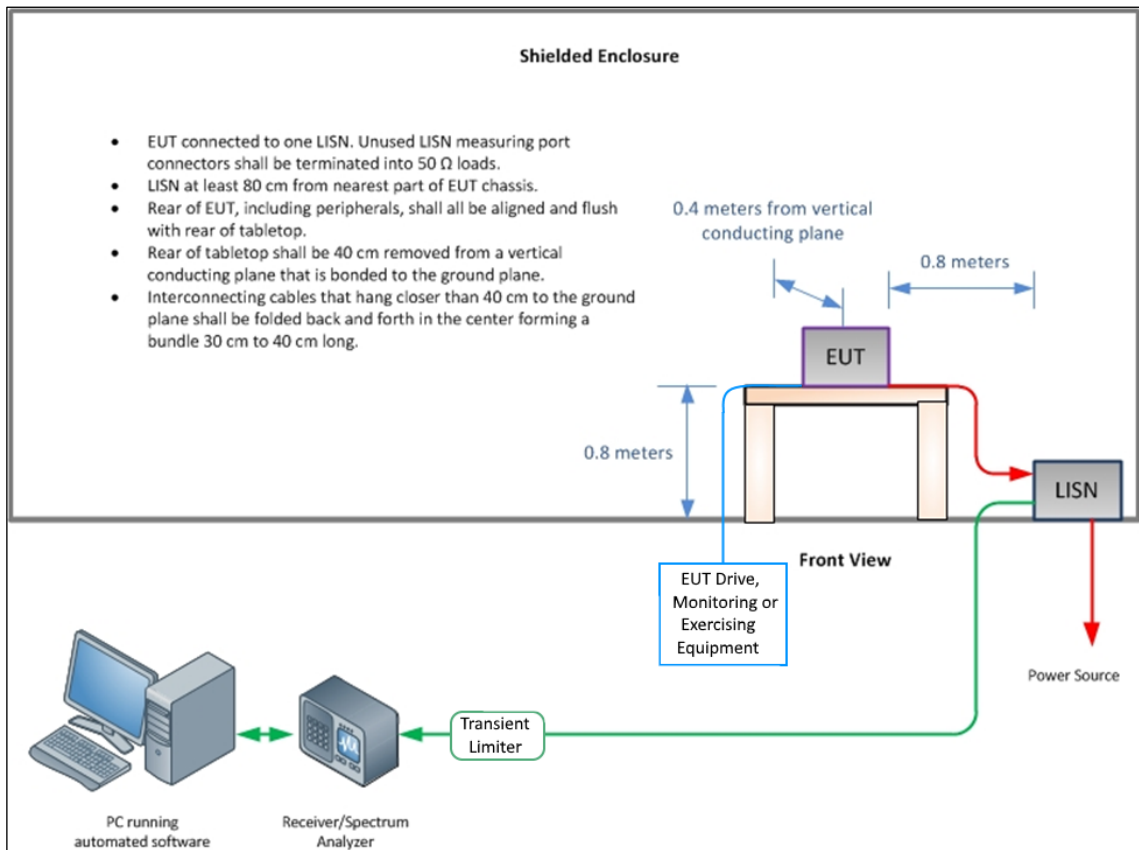 Shielded Enclosure
• EUT connected to one LISN. Unused LISN measuring port
connectors shall be terminated into 50 Ω loads.
• LISN at least 80 cm from nearest part of EUT chassis.
• Rear of EUT, including peripherals, shall all be aligned and flush
with rear of tabletop.
• Rear of tabletop shall be 40 cm removed from a vertical
conducting plane that is bonded to the ground plane.
• Interconnecting cables that hang closer than 40 cm to the ground
plane shall be folded back and forth in the center forming a
bundle 30 cm to 40 cm long.
0.4 meters from vertical
conducting plane
0.8 meters
EUT
0.8 meters
LISN
Front View
EUT Drive,
Monitoring or
Exercising
Equipment
Power Source
Transient
Limiter
PC running
automated software
Receiver/Spectrum
Analyzer